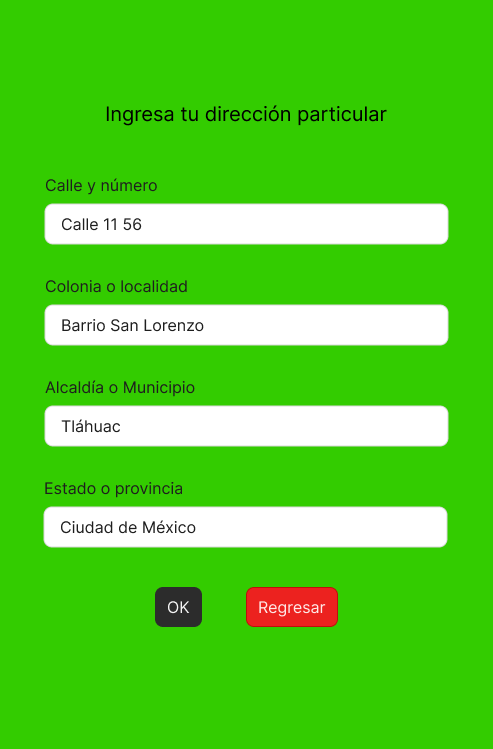 Ingresa tu dirección particular
Calle y número
Calle 11 56
Colonia o localidad
Barrio San Lorenzo
Alcaldía o Municipio
Tláhuac
Estado o provincia
Ciudad de México
OK
Regresar